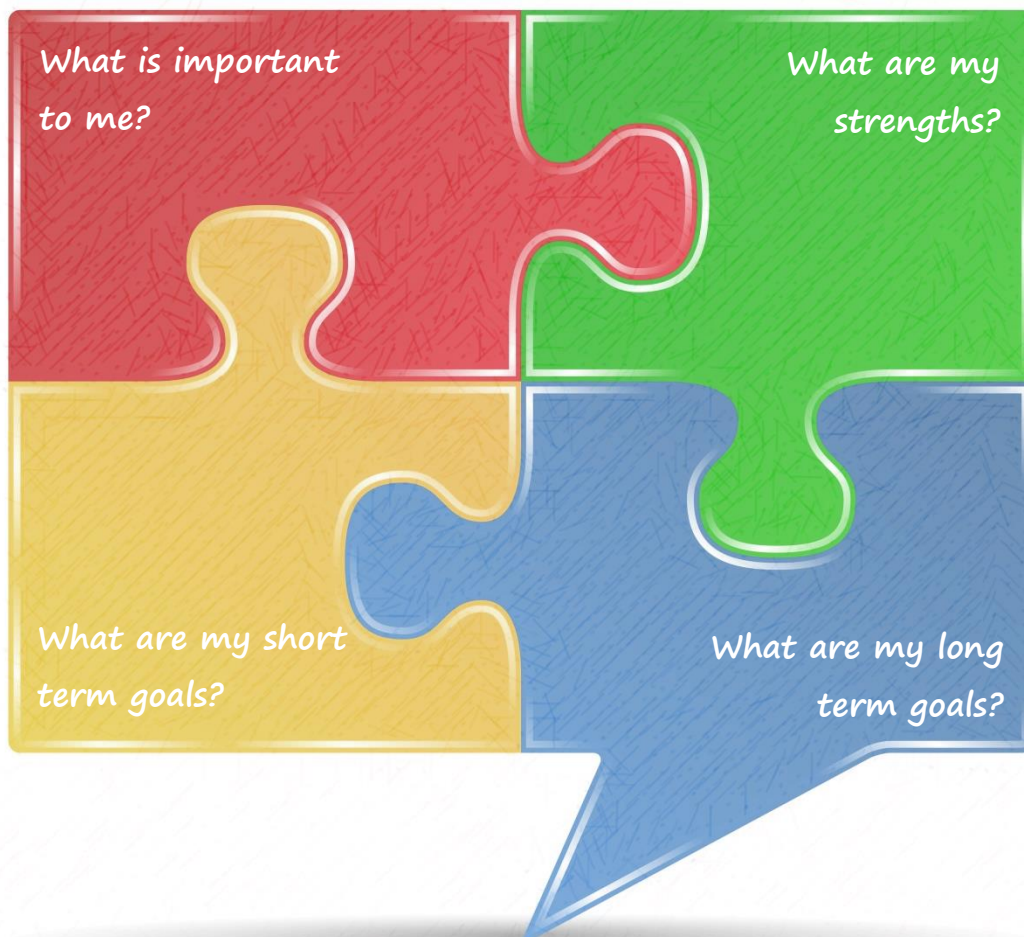 What is important
to me?
What are my
strengths?
What are my short
term goals?
What are my long
term goals?